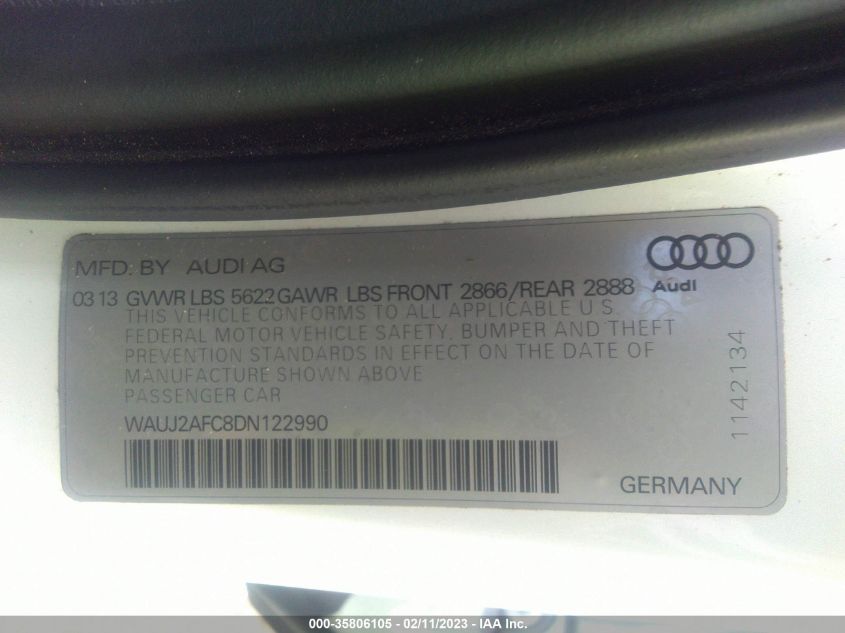 MFD. BY AUDI AG
03 13 GVWR LBS 5622 GAWR LBS FRONT 2866/REAR 2888
Audi
THIS VEHICLE CONFORMS TO ALL APPLICABLE U.S.
FEDERAL MOTOR VEHICLE SAFETY, BUMPER AND THEFT
PREVENTION STANDARDS IN EFFECT ON THE DATE OF
MANUFACTURE SHOWN ABOVE
PASSENGER CAR
WAUJ2AFC8DN122990
1142134
GERMANY
000-35806105 - 02/11/2023 - IAA Inc.